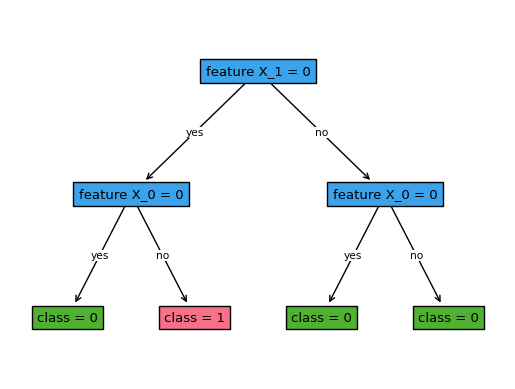 feature X_1 = 0
yes
no
feature X_0 = 0
feature X_0 = 0
yes
no
yes
no
class = 0
class = 1
class = 0
class = 0